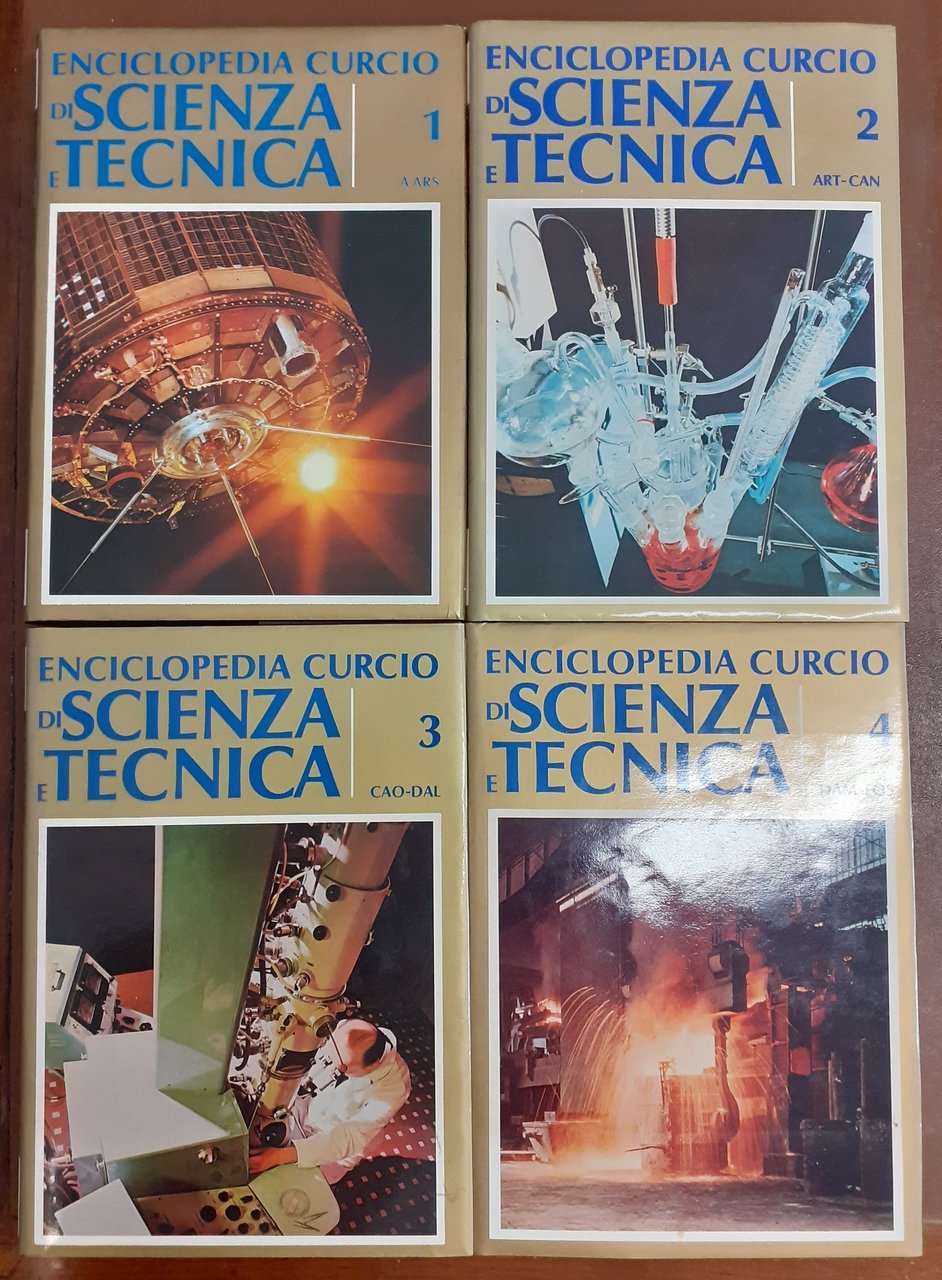 ENCICLOPEDIA CURCIO
DI SCIENZA
E TECNICA
1
A-ARS
ENCICLOPEDIA CURCIO
DI SCIENZA
E TECNICA
2
ART-CAN
ENCICLOPEDIA CURCIO
DI SCIENZA
E TECNICA
3
CAO-DAL
ENCICLOPEDIA CURCIO
DI SCIENZA
E TECNICA
4